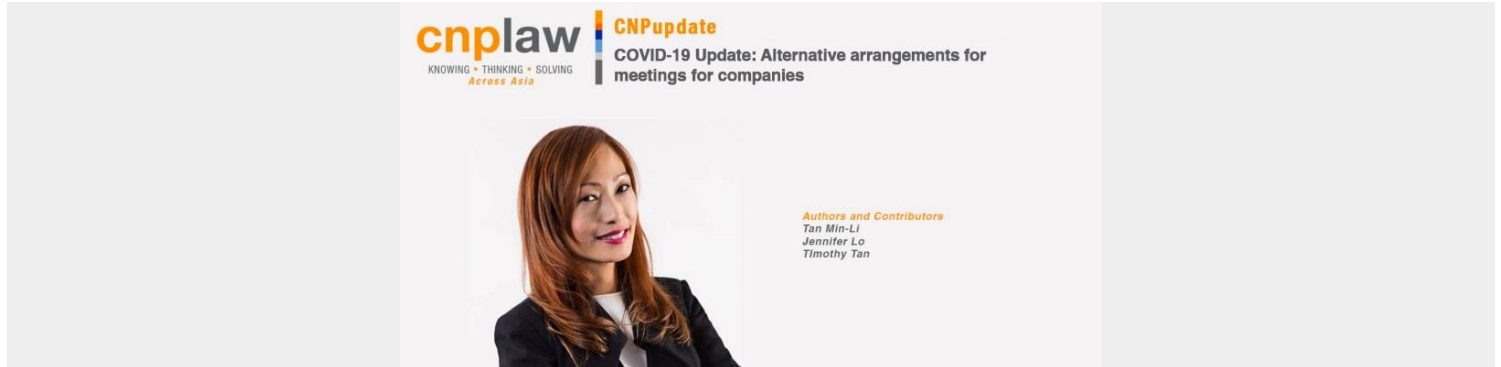 cnplaw
KNOWING • THINKING • SOLVING
Across Asia
CNPupdate
COVID-19 Update: Alternative arrangements for
meetings for companies
Authors and Contributors
Tan Min-Li
Jennifer Lo
Timothy Tan